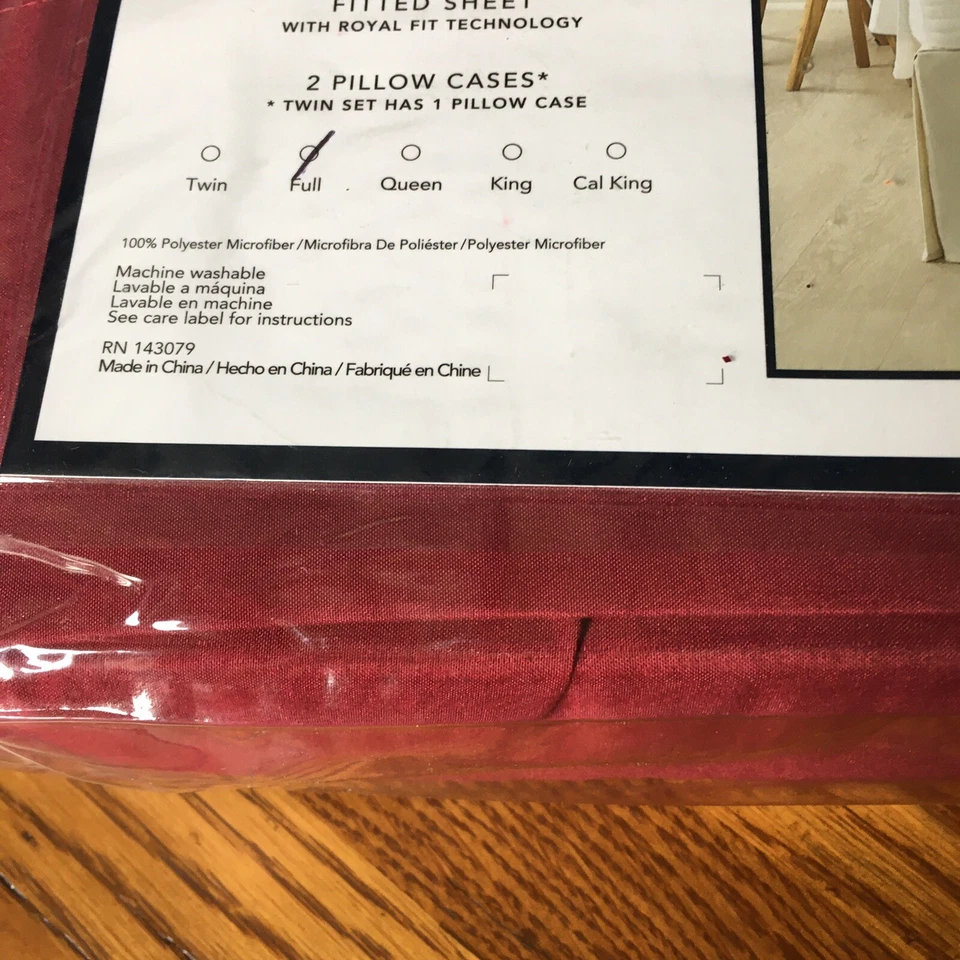 FITTED SHEET
WITH ROYAL FIT TECHNOLOGY
2 PILLOW CASES*
* TWIN SET HAS 1 PILLOW CASE
Twin Full Queen King Cal King
100% Polyester Microfiber/Microfibra De Poliéster/Polyester Microfiber
Machine washable
Lavable a máquina
Lavable en machine
See care label for instructions
RN 143079
Made in China / Hecho en China / Fabriqué en Chine